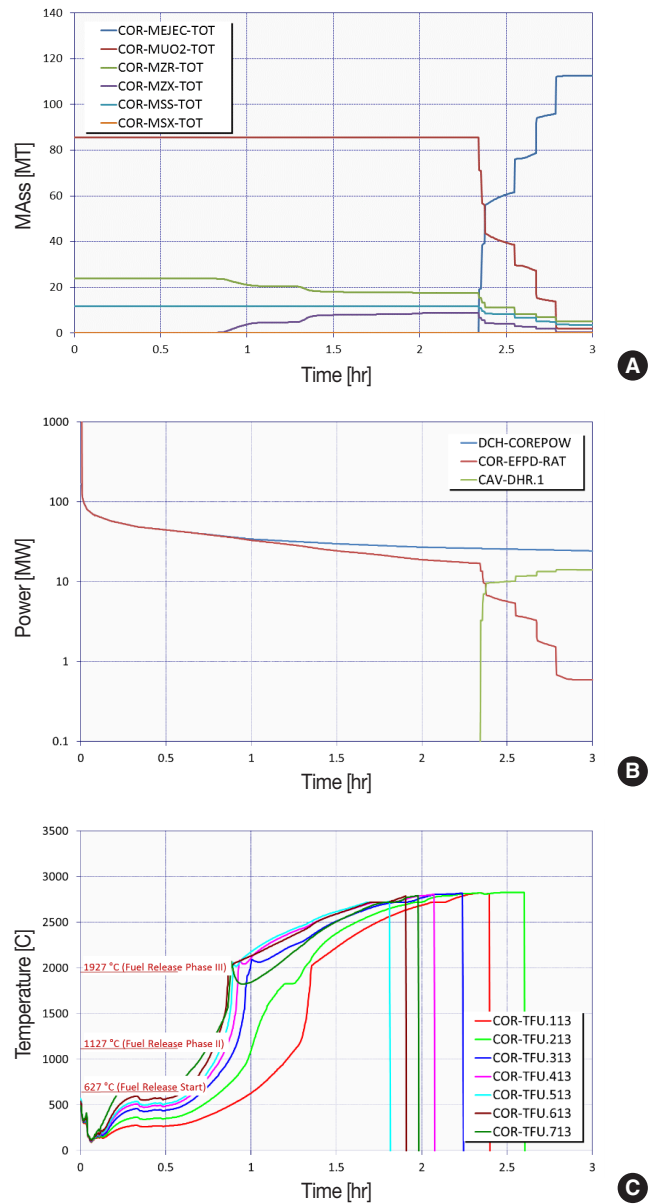 140
120
100
80
60
40
20
0
MAss [MT]
COR-MEJEC-TOT
COR-MUO2-TOT
COR-MZR-TOT
COR-MZX-TOT
COR-MSS-TOT
COR-MSX-TOT
0 0.5 1 1.5 2 2.5 3
Time [hr]
A
1000
100
10
1
0.1
Power [MW]
DCH-COREPOW
COR-EFPD-RAT
CAV-DHR.1
0 0.5 1 1.5 2 2.5 3
Time [hr]
B
3500
3000
2500
2000
1500
1000
500
0
Temperature [C]
1927 °C (Fuel Release Phase III)
1127 °C (Fuel Release Phase II)
627 °C (Fuel Release Start)
COR-TFU.113
COR-TFU.213
COR-TFU.313
COR-TFU.413
COR-TFU.513
COR-TFU.613
COR-TFU.713
0 0.5 1 1.5 2 2.5 3
Time [hr]
C